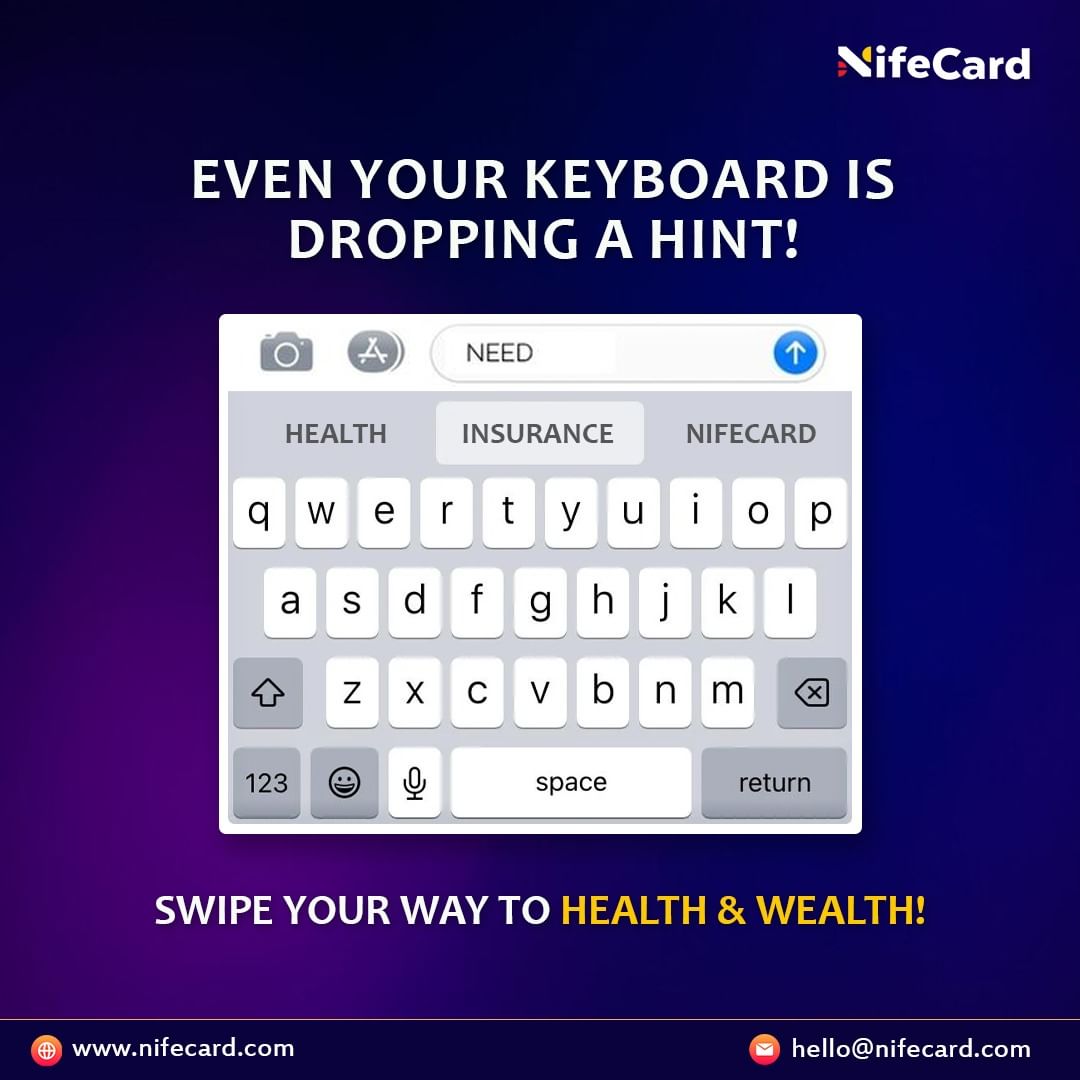 NifeCard
EVEN YOUR KEYBOARD IS
DROPPING A HINT!
NEED
HEALTH INSURANCE NIFECARD
q w e r t y u i o p
a s d f g h j k l
z x c v b n m
123 space return
SWIPE YOUR WAY TO HEALTH & WEALTH!
www.nifecard.com hello@nifecard.com